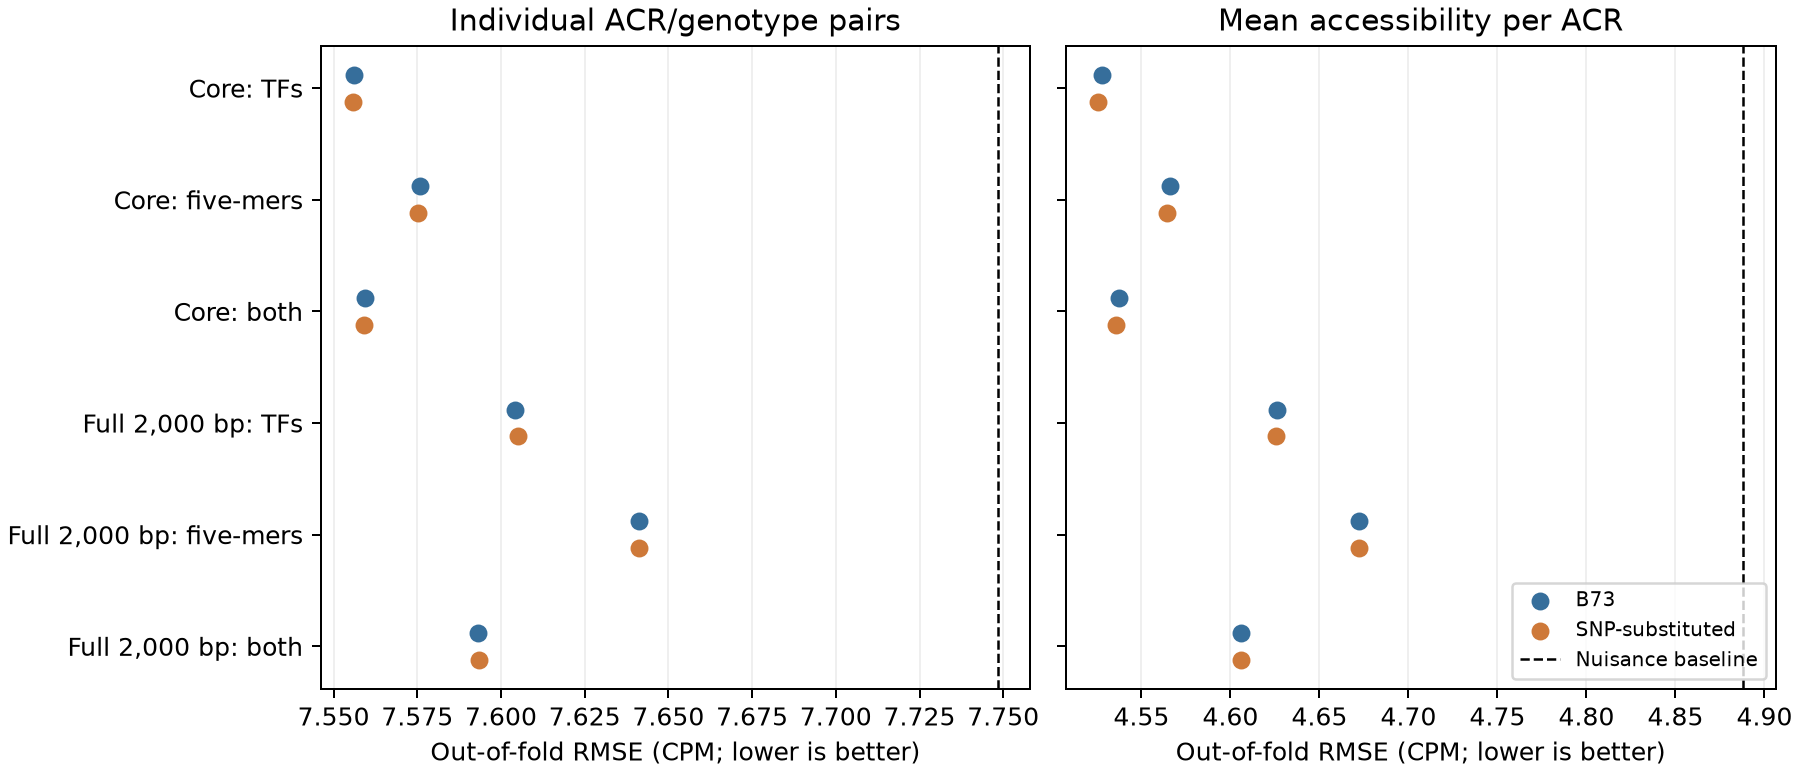 Individual ACR/genotype pairs
Mean accessibility per ACR
Core: TFs
Core: five-mers
Core: both
Full 2,000 bp: TFs
Full 2,000 bp: five-mers
Full 2,000 bp: both
7.550 7.575 7.600 7.625 7.650 7.675 7.700 7.725 7.750
Out-of-fold RMSE (CPM; lower is better)
B73
SNP-substituted
Nuisance baseline
4.55 4.60 4.65 4.70 4.75 4.80 4.85 4.90
Out-of-fold RMSE (CPM; lower is better)